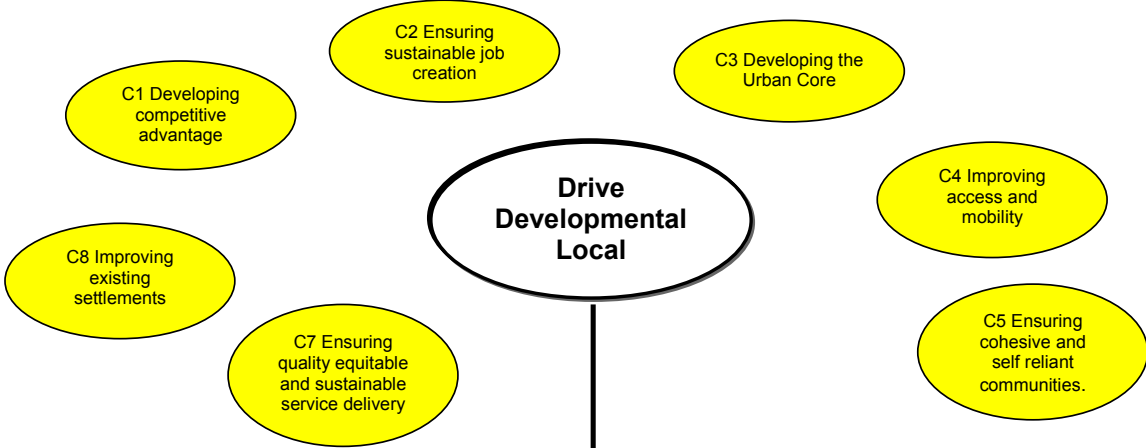 C1 Developing
competitive
advantage
C2 Ensuring
sustainable job
creation
C3 Developing the
Urban Core
Drive
Developmental
Local
C4 Improving
access and
mobility
C8 Improving
existing
settlements
C7 Ensuring
quality equitable
and sustainable
service delivery
C5 Ensuring
cohesive and
self reliant
communities.